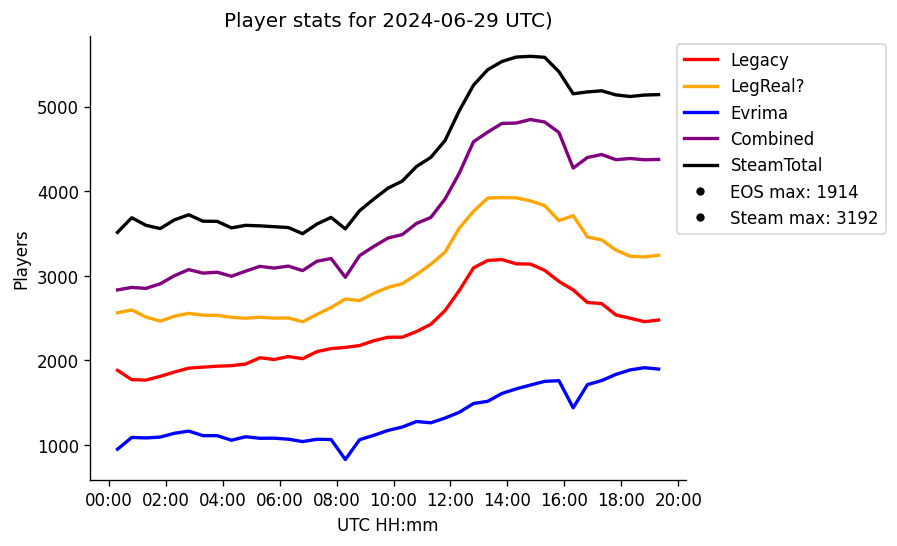 Player stats for 2024-06-29 UTC)
Legacy
LegReal?
Evrima
Combined
SteamTotal
EOS max: 1914
Steam max: 3192
Players
5000
4000
3000
2000
1000
00:00 02:00 04:00 06:00 08:00 10:00 12:00 14:00 16:00 18:00 20:00
UTC HH:mm